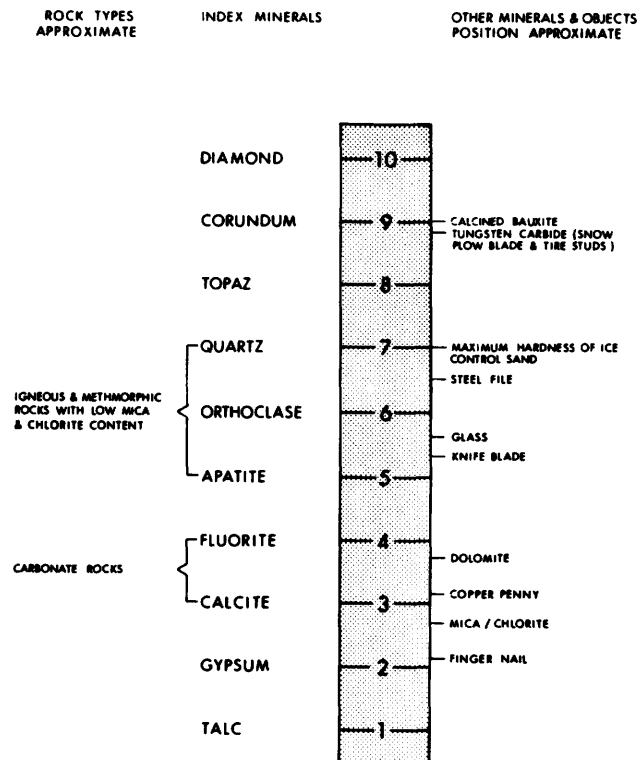 ROCK TYPES
APPROXIMATE
INDEX MINERALS
OTHER MINERALS & OBJECTS
POSITION APPROXIMATE
DIAMOND
10
CORUNDUM
9
CALCINED BAUXITE
TUNGSTEN CARBIDE (SNOW
PLOW BLADE & TIRE STUDS )
TOPAZ
8
QUARTZ
7
MAXIMUM HARDNESS OF ICE
CONTROL SAND
STEEL FILE
IGNEOUS & METHMORPHIC
ROCKS WITH LOW MICA
& CHLORITE CONTENT
ORTHOCLASE
6
GLASS
KNIFE BLADE
APATITE
5
FLUORITE
4
DOLOMITE
CARBONATE ROCKS
COPPER PENNY
CALCITE
3
MICA / CHLORITE
FINGER NAIL
GYPSUM
2
TALC
1